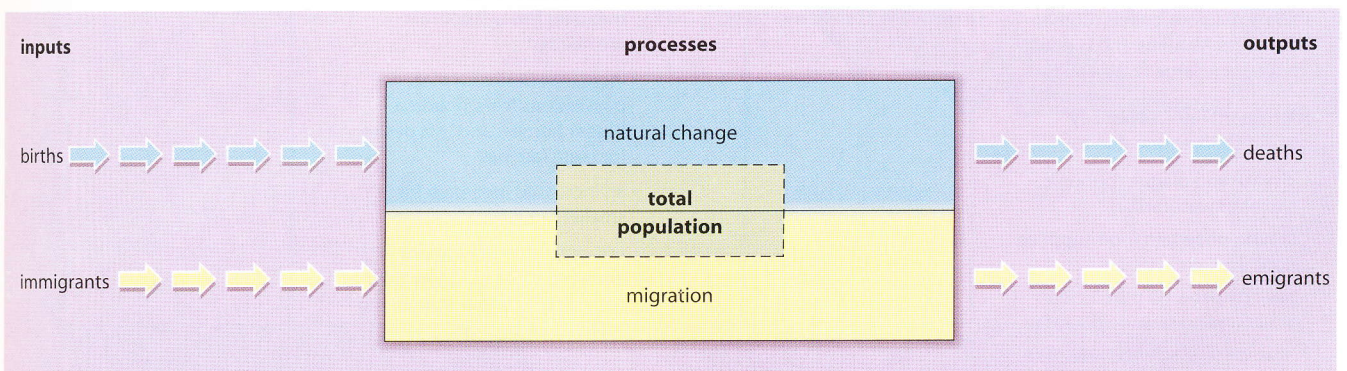 inputs processes outputs
natural change
births deaths
total
population
immigrants emigrants
migration